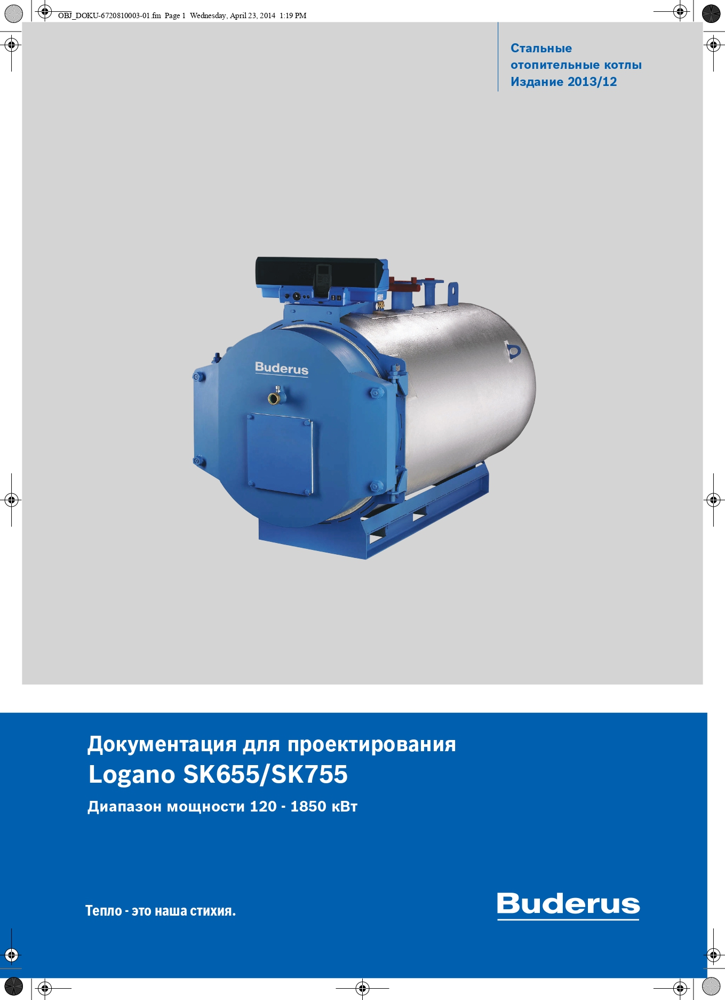 OBJ_DOKU-6720810003-01.fm Page 1 Wednesday, April 23, 2014 1:19 PM
Стальные
отопительные котлы
Издание 2013/12
Buderus
Документация для проектирования
Logano SK655/SK755
Диапазон мощности 120 - 1850 кВт
Тепло - это наша стихия.
Buderus